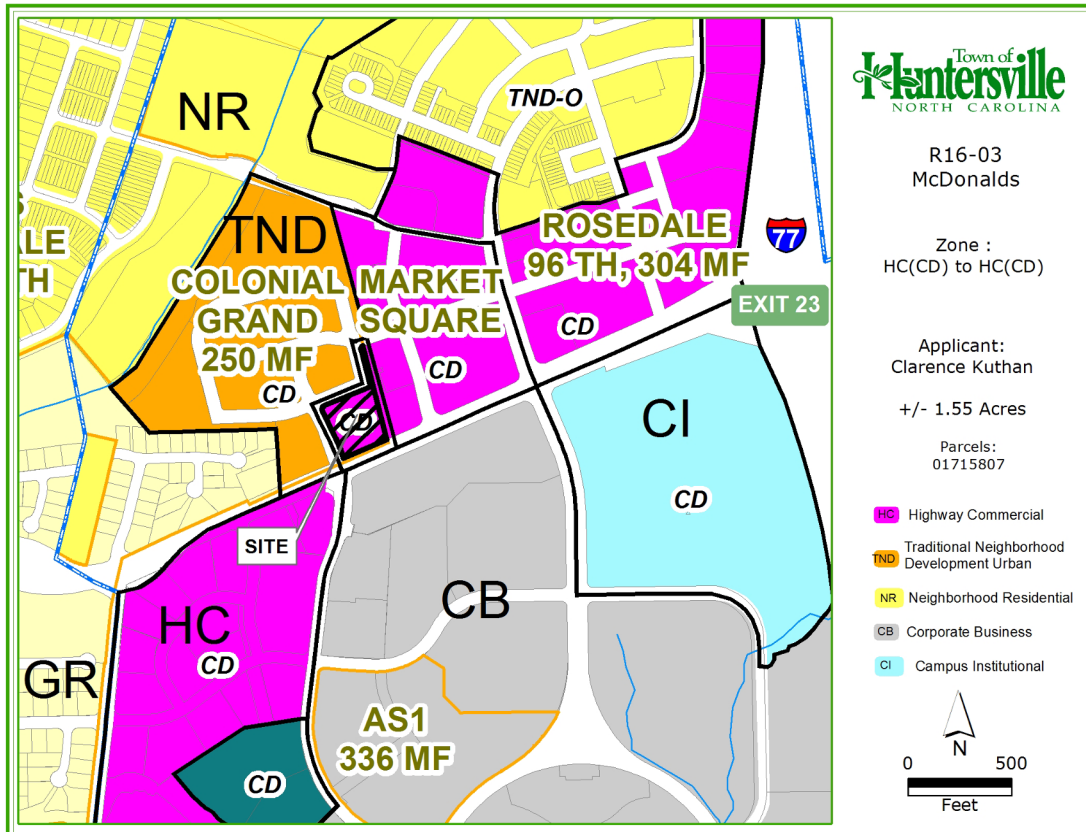 NR
TND-O
S
LE
TH
TND
COLONIAL
GRAND
250 MF
CD
MARKET
SQUARE
CD
ROSEDALE
96 TH, 304 MF
CD
77
EXIT 23
CD
SITE
CI
CD
CB
HC
CD
GR
AS1
336 MF
CD
Town of
Huntersville
NORTH CAROLINA
R16-03
McDonalds
Zone :
HC(CD) to HC(CD)
Applicant:
Clarence Kuthan
+/- 1.55 Acres
Parcels:
01715807
HC Highway Commercial
TND Traditional Neighborhood
Development Urban
NR Neighborhood Residential
CB Corporate Business
CI Campus Institutional
N
0 500
Feet